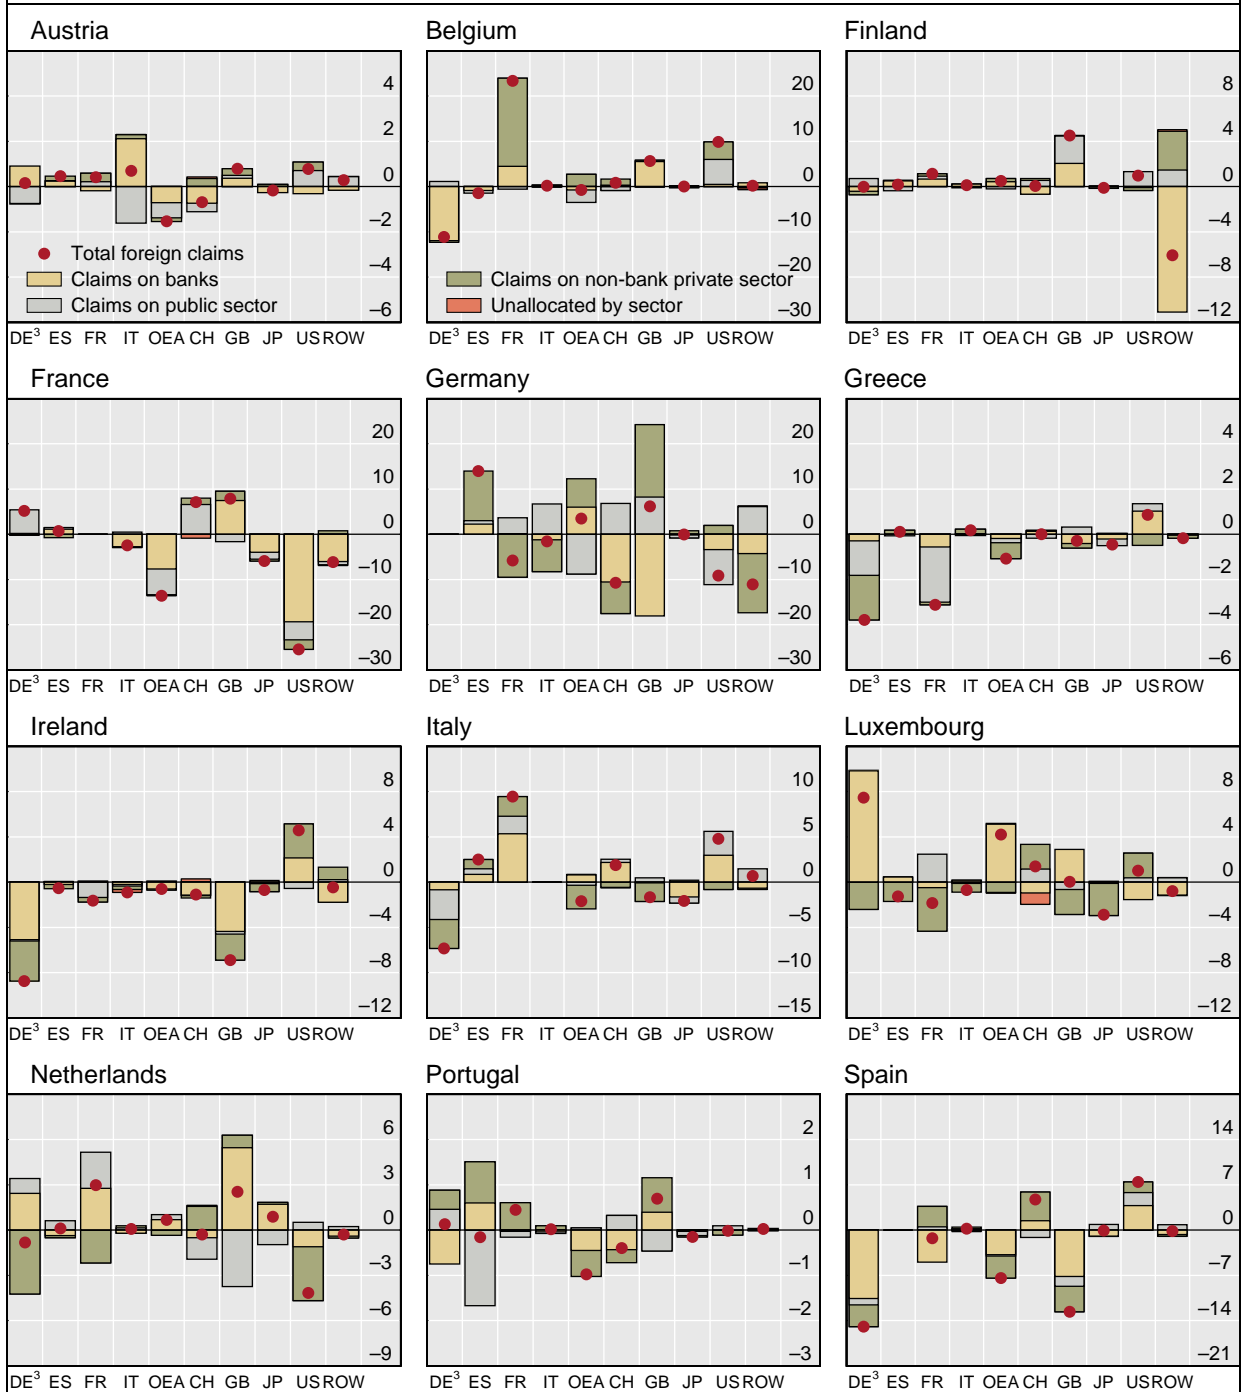 Austria
4
2
0
–2
–4
–6
Total foreign claims
Claims on banks
Claims on public sector
DE³ ES FR IT OEA CH GB JP US ROW
Belgium
20
10
0
–10
–20
–30
Claims on non-bank private sector
Unallocated by sector
DE³ ES FR IT OEA CH GB JP US ROW
Finland
8
4
0
–4
–8
–12
DE³ ES FR IT OEA CH GB JP US ROW
France
20
10
0
–10
–20
–30
DE³ ES FR IT OEA CH GB JP US ROW
Germany
20
10
0
–10
–20
–30
DE³ ES FR IT OEA CH GB JP US ROW
Greece
4
2
0
–2
–4
–6
DE³ ES FR IT OEA CH GB JP US ROW
Ireland
8
4
0
–4
–8
–12
DE³ ES FR IT OEA CH GB JP US ROW
Italy
10
5
0
–5
–10
–15
DE³ ES FR IT OEA CH GB JP US ROW
Luxembourg
8
4
0
–4
–8
–12
DE³ ES FR IT OEA CH GB JP US ROW
Netherlands
6
3
0
–3
–6
–9
DE³ ES FR IT OEA CH GB JP US ROW
Portugal
2
1
0
–1
–2
–3
DE³ ES FR IT OEA CH GB JP US ROW
Spain
14
7
0
–7
–14
–21
DE³ ES FR IT OEA CH GB JP US ROW